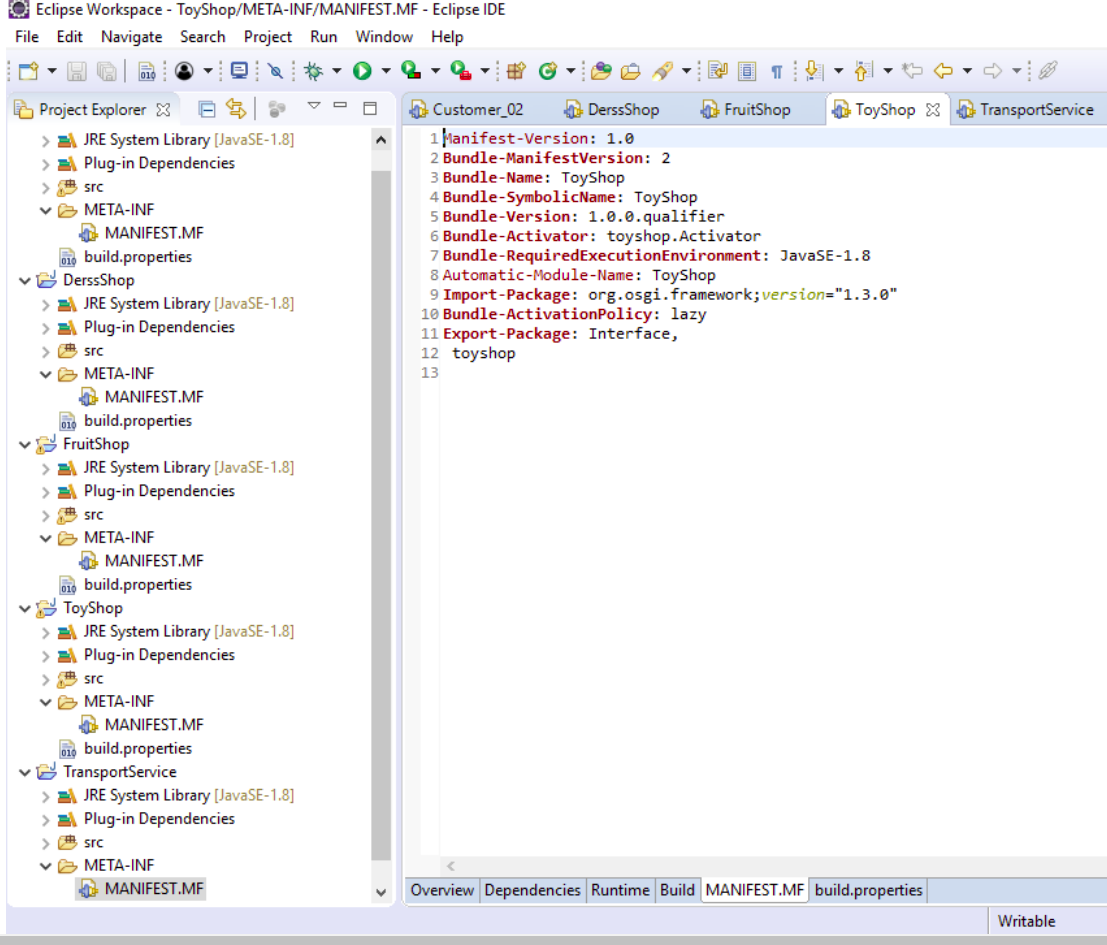 Eclipse Workspace - ToyShop/META-INF/MANIFEST.MF - Eclipse IDE
File Edit Navigate Search Project Run Window Help
Project Explorer
JRE System Library [JavaSE-1.8]
Plug-in Dependencies
src
META-INF
MANIFEST.MF
build.properties
DerssShop
JRE System Library [JavaSE-1.8]
Plug-in Dependencies
src
META-INF
MANIFEST.MF
build.properties
FruitShop
JRE System Library [JavaSE-1.8]
Plug-in Dependencies
src
META-INF
MANIFEST.MF
build.properties
ToyShop
JRE System Library [JavaSE-1.8]
Plug-in Dependencies
src
META-INF
MANIFEST.MF
build.properties
TransportService
JRE System Library [JavaSE-1.8]
Plug-in Dependencies
src
META-INF
MANIFEST.MF
Customer_02 DerssShop FruitShop ToyShop TransportService
1 Manifest-Version: 1.0
2 Bundle-ManifestVersion: 2
3 Bundle-Name: ToyShop
4 Bundle-SymbolicName: ToyShop
5 Bundle-Version: 1.0.0.qualifier
6 Bundle-Activator: toyshop.Activator
7 Bundle-RequiredExecutionEnvironment: JavaSE-1.8
8 Automatic-Module-Name: ToyShop
9 Import-Package: org.osgi.framework;version="1.3.0"
10 Bundle-ActivationPolicy: lazy
11 Export-Package: Interface,
12  toyshop
13
Overview Dependencies Runtime Build MANIFEST.MF build.properties
Writable